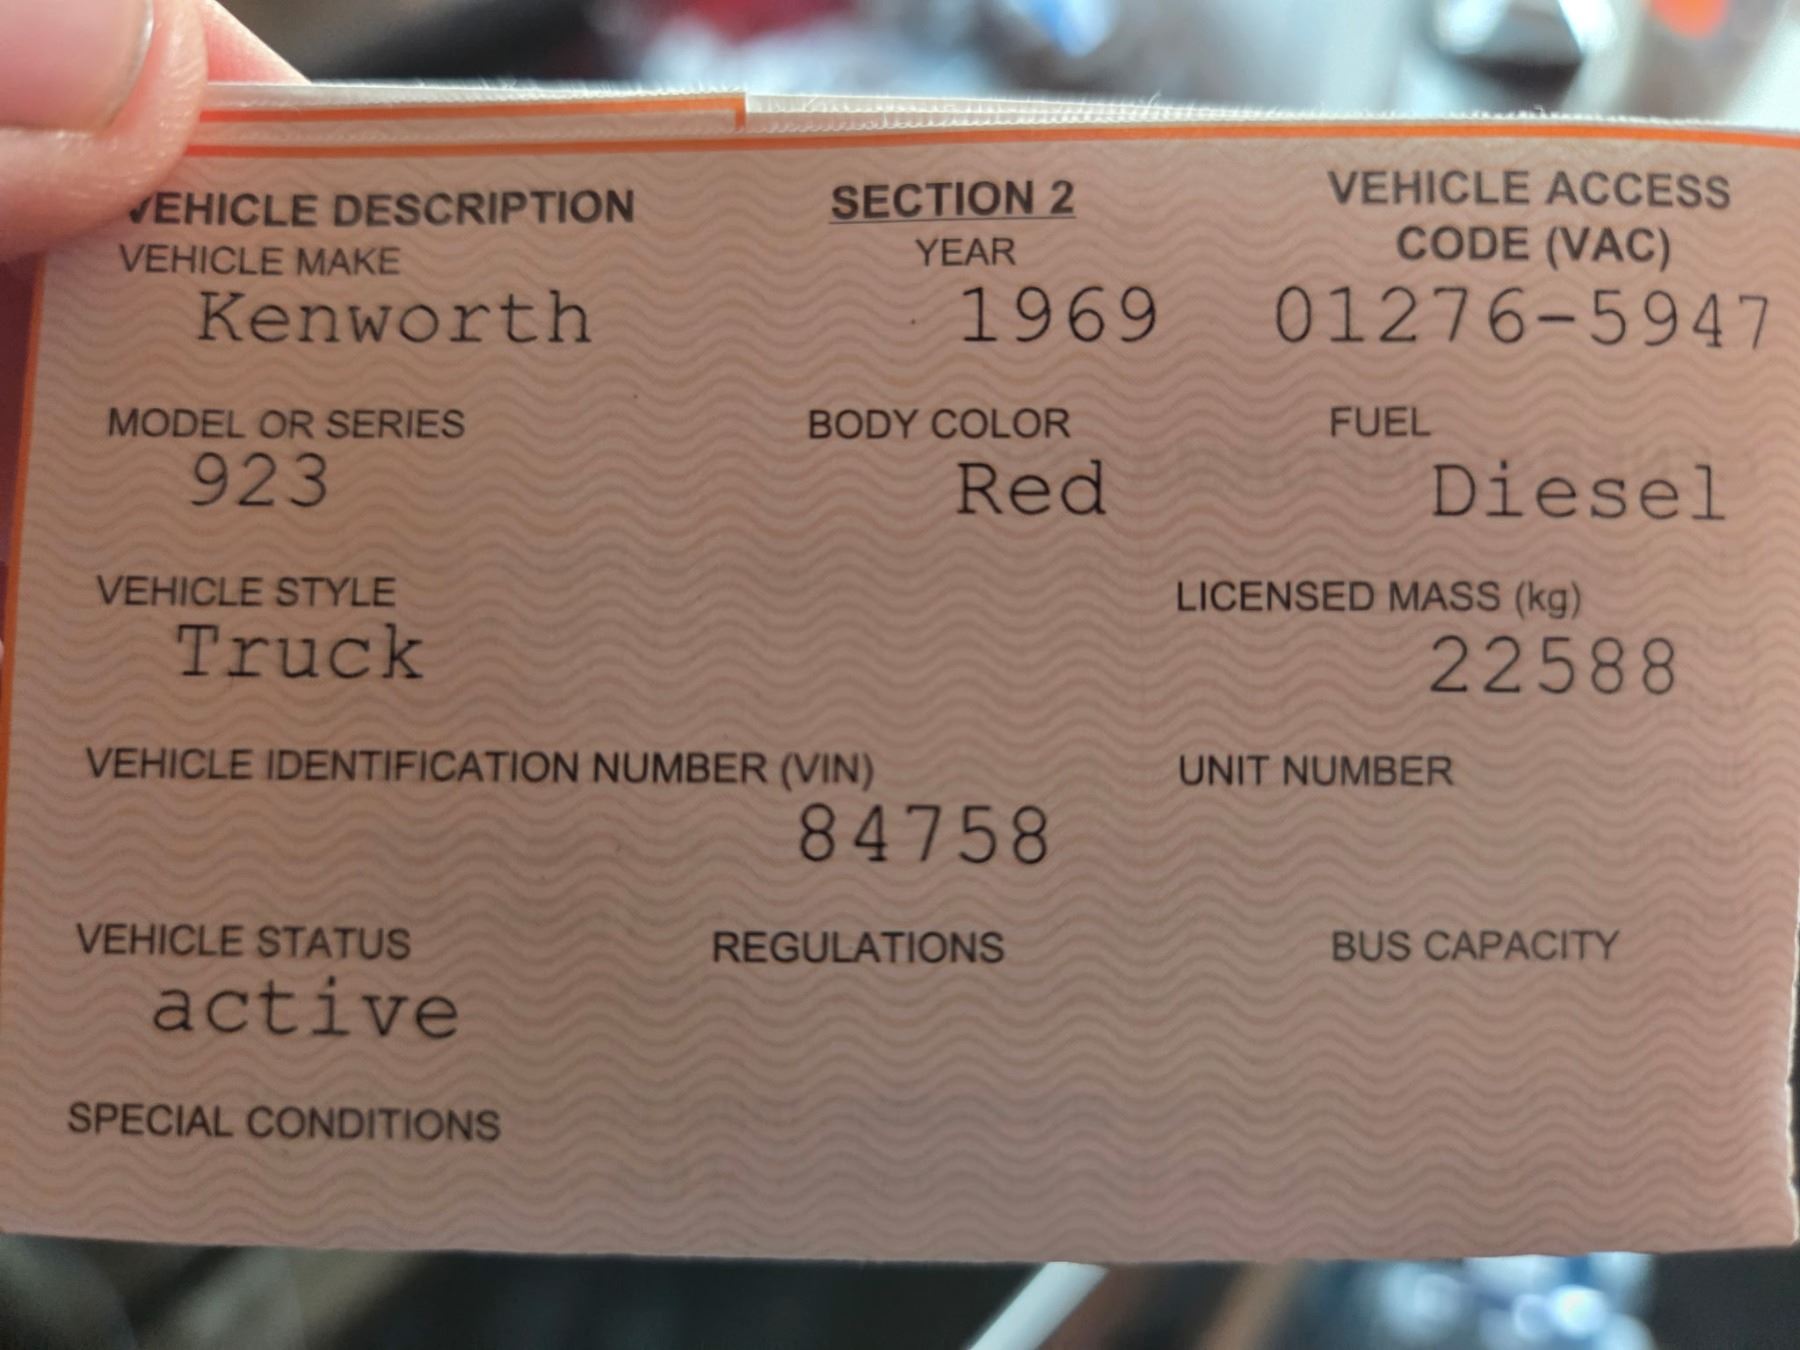 VEHICLE DESCRIPTION SECTION 2 VEHICLE ACCESS
VEHICLE MAKE YEAR CODE (VAC)
Kenworth 1969 01276-5947
MODEL OR SERIES BODY COLOR FUEL
923 Red Diesel
VEHICLE STYLE LICENSED MASS (kg)
Truck 22588
VEHICLE IDENTIFICATION NUMBER (VIN) UNIT NUMBER
84758
VEHICLE STATUS REGULATIONS BUS CAPACITY
active
SPECIAL CONDITIONS